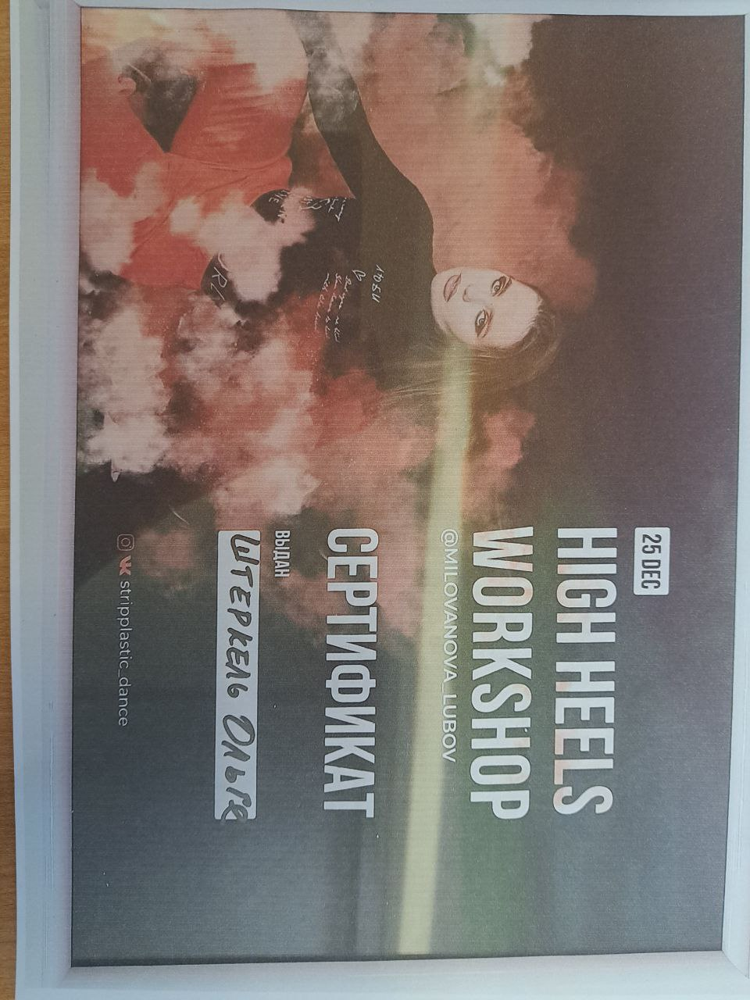 25 DEC
HIGH HEELS
WORKSHOP
@MILOVANOVA_LUBOV
СЕРТИФИКАТ
ВЫДАН
ШТЕРКЕЛЬ ОЛЬГЕ
stripplastic_dance